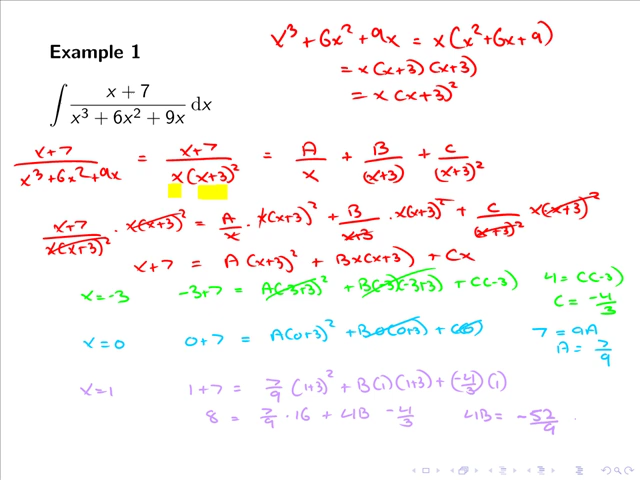 Example 1
∫ x + 7 / x³ + 6x² + 9x dx
x³ + 6x² + 9x = x(x² + 6x + 9)
= x(x+3)(x+3)
= x(x+3)²
x+7 / x³+6x²+9x = x+7 / x(x+3)² = A/x + B/(x+3) + C/(x+3)²
x+7 / x(x+3)² · x(x+3)² = A/x · x(x+3)² + B/x+3 · x(x+3)² + C/(x+3)² · x(x+3)²
x+7 = A(x+3)² + Bx(x+3) + Cx
x=-3 -3+7 = A(-3+3)² + B(-3)(-3+3) + C(-3) 4 = C(-3)
C = -4/3
x=0 0+7 = A(0+3)² + B·0(0+3) + C(0) 7 = 9A
A = 7/9
x=1 1+7 = 7/9 (1+3)² + B(1)(1+3) + (-4/3)(1)
8 = 7/9 · 16 + 4B - 4/3 4B = -52/9